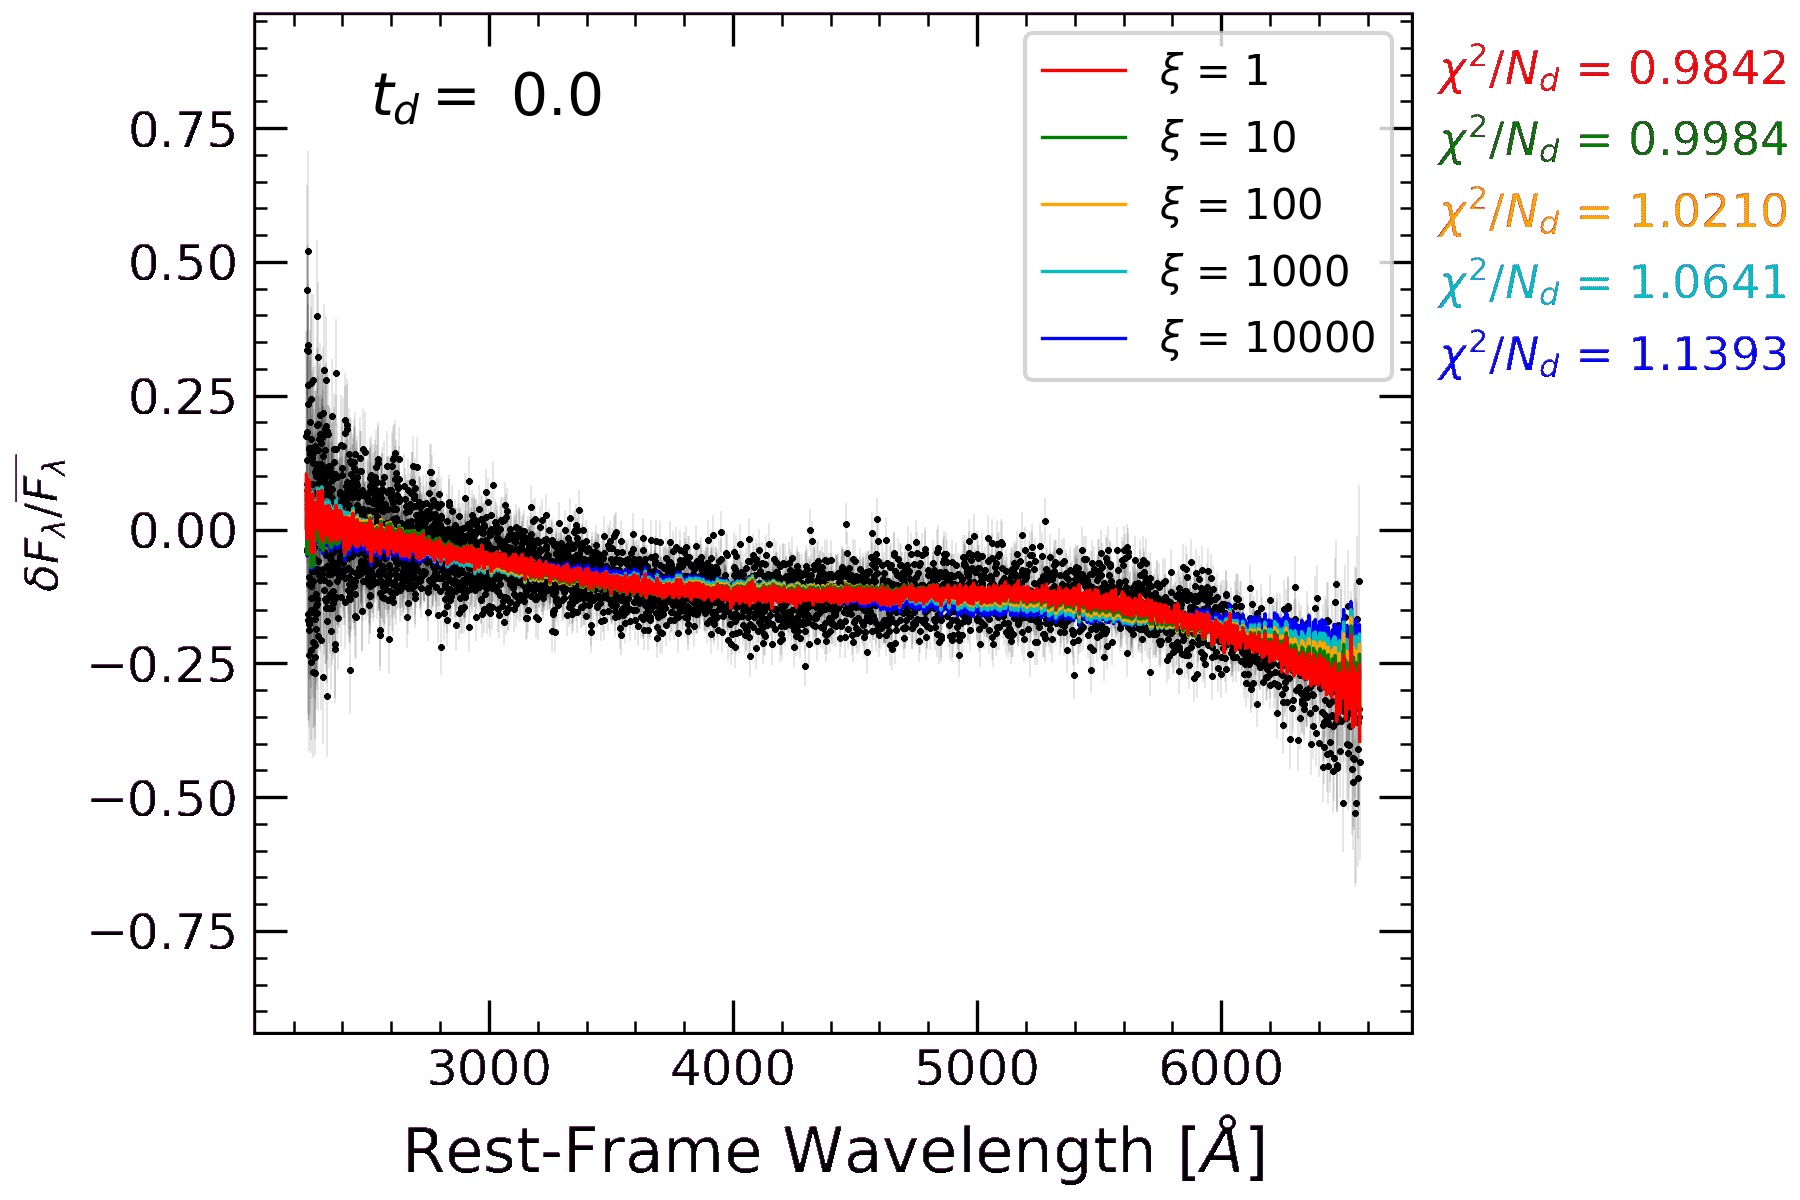 t_d = 0.0
ξ = 1
ξ = 10
ξ = 100
ξ = 1000
ξ = 10000
χ²/N_d = 0.9842
χ²/N_d = 0.9984
χ²/N_d = 1.0210
χ²/N_d = 1.0641
χ²/N_d = 1.1393
0.75
0.50
0.25
0.00
−0.25
−0.50
−0.75
δF_λ/F̅_λ
3000 4000 5000 6000
Rest-Frame Wavelength [Å]